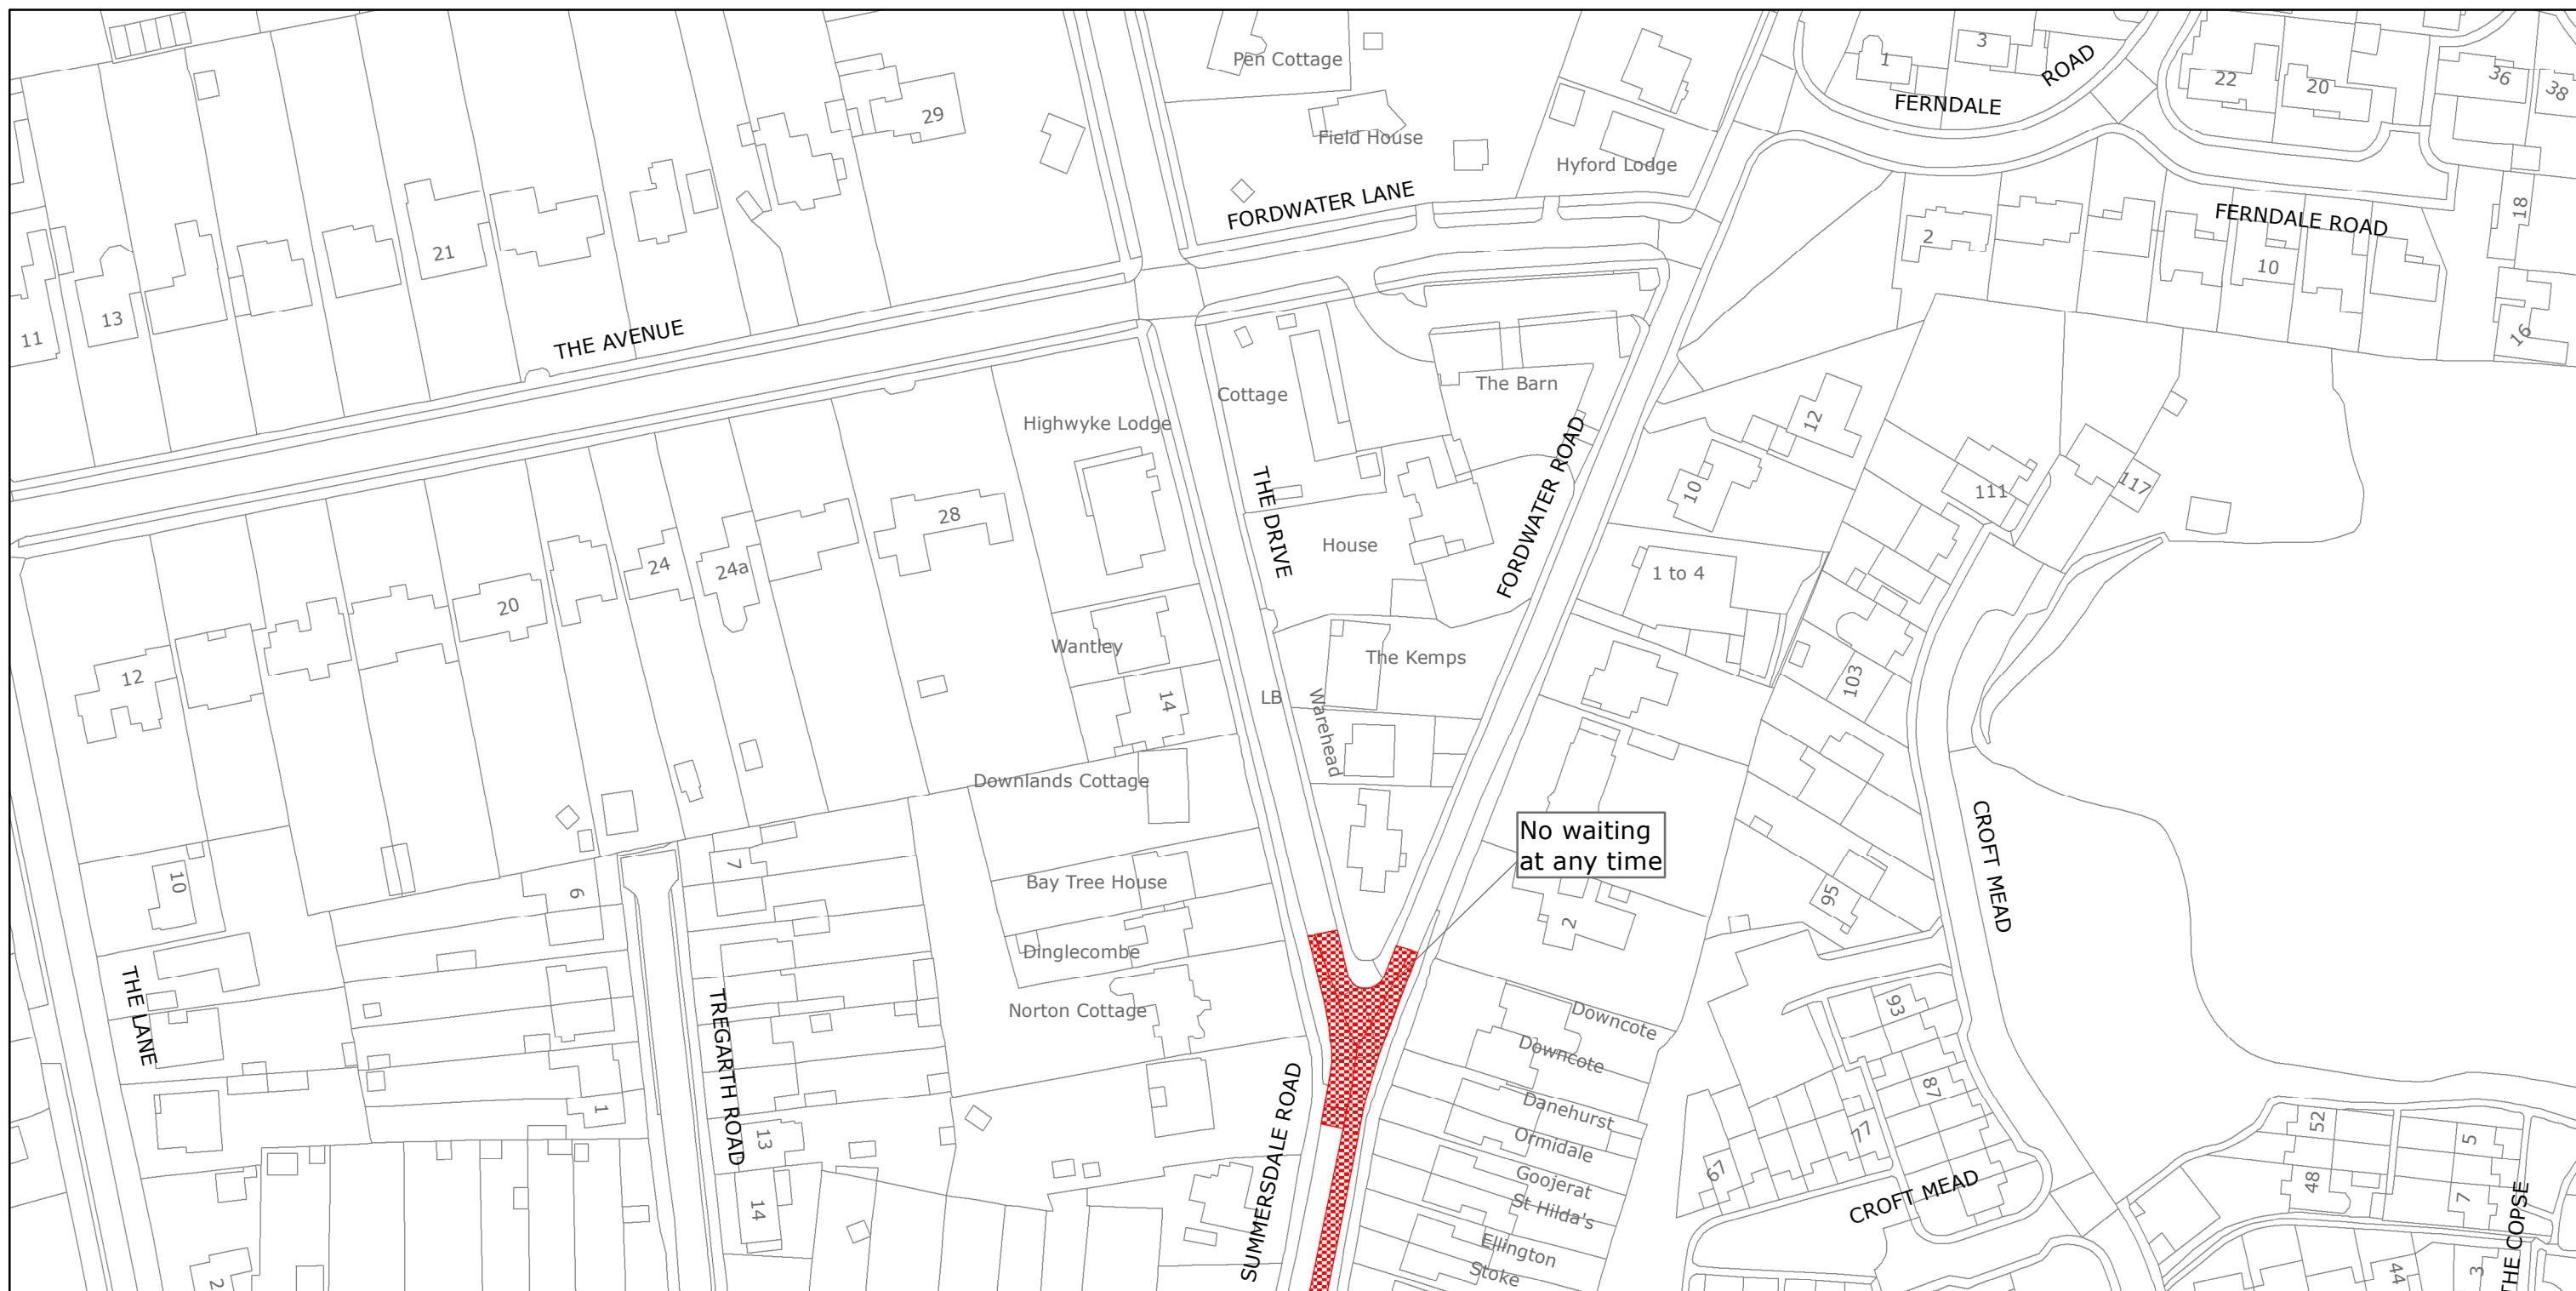 Pen Cottage
1
3
ROAD
FERNDALE
22
20
36
38
29
Field House
Hyford Lodge
FORDWATER LANE
18
FERNDALE ROAD
2
10
16
21
13
11
THE AVENUE
Cottage
The Barn
Highwyke Lodge
12
10
THE DRIVE
FORDWATER ROAD
111
117
28
House
1 to 4
24
24a
20
Wantley
The Kemps
12
14
LB
Warehead
103
Downlands Cottage
No waiting
at any time
CROFT MEAD
7
10
6
Bay Tree House
95
2
Dinglecombe
THE LANE
TREGARTH ROAD
Norton Cottage
Downcote
Downcote
93
87
Danehurst
Ormidale
77
67
1
13
SUMMERSDALE ROAD
Goojerat
St Hilda's
CROFT MEAD
52
5
48
7
14
Ellington
Stoke
2
44
3
THE COPSE